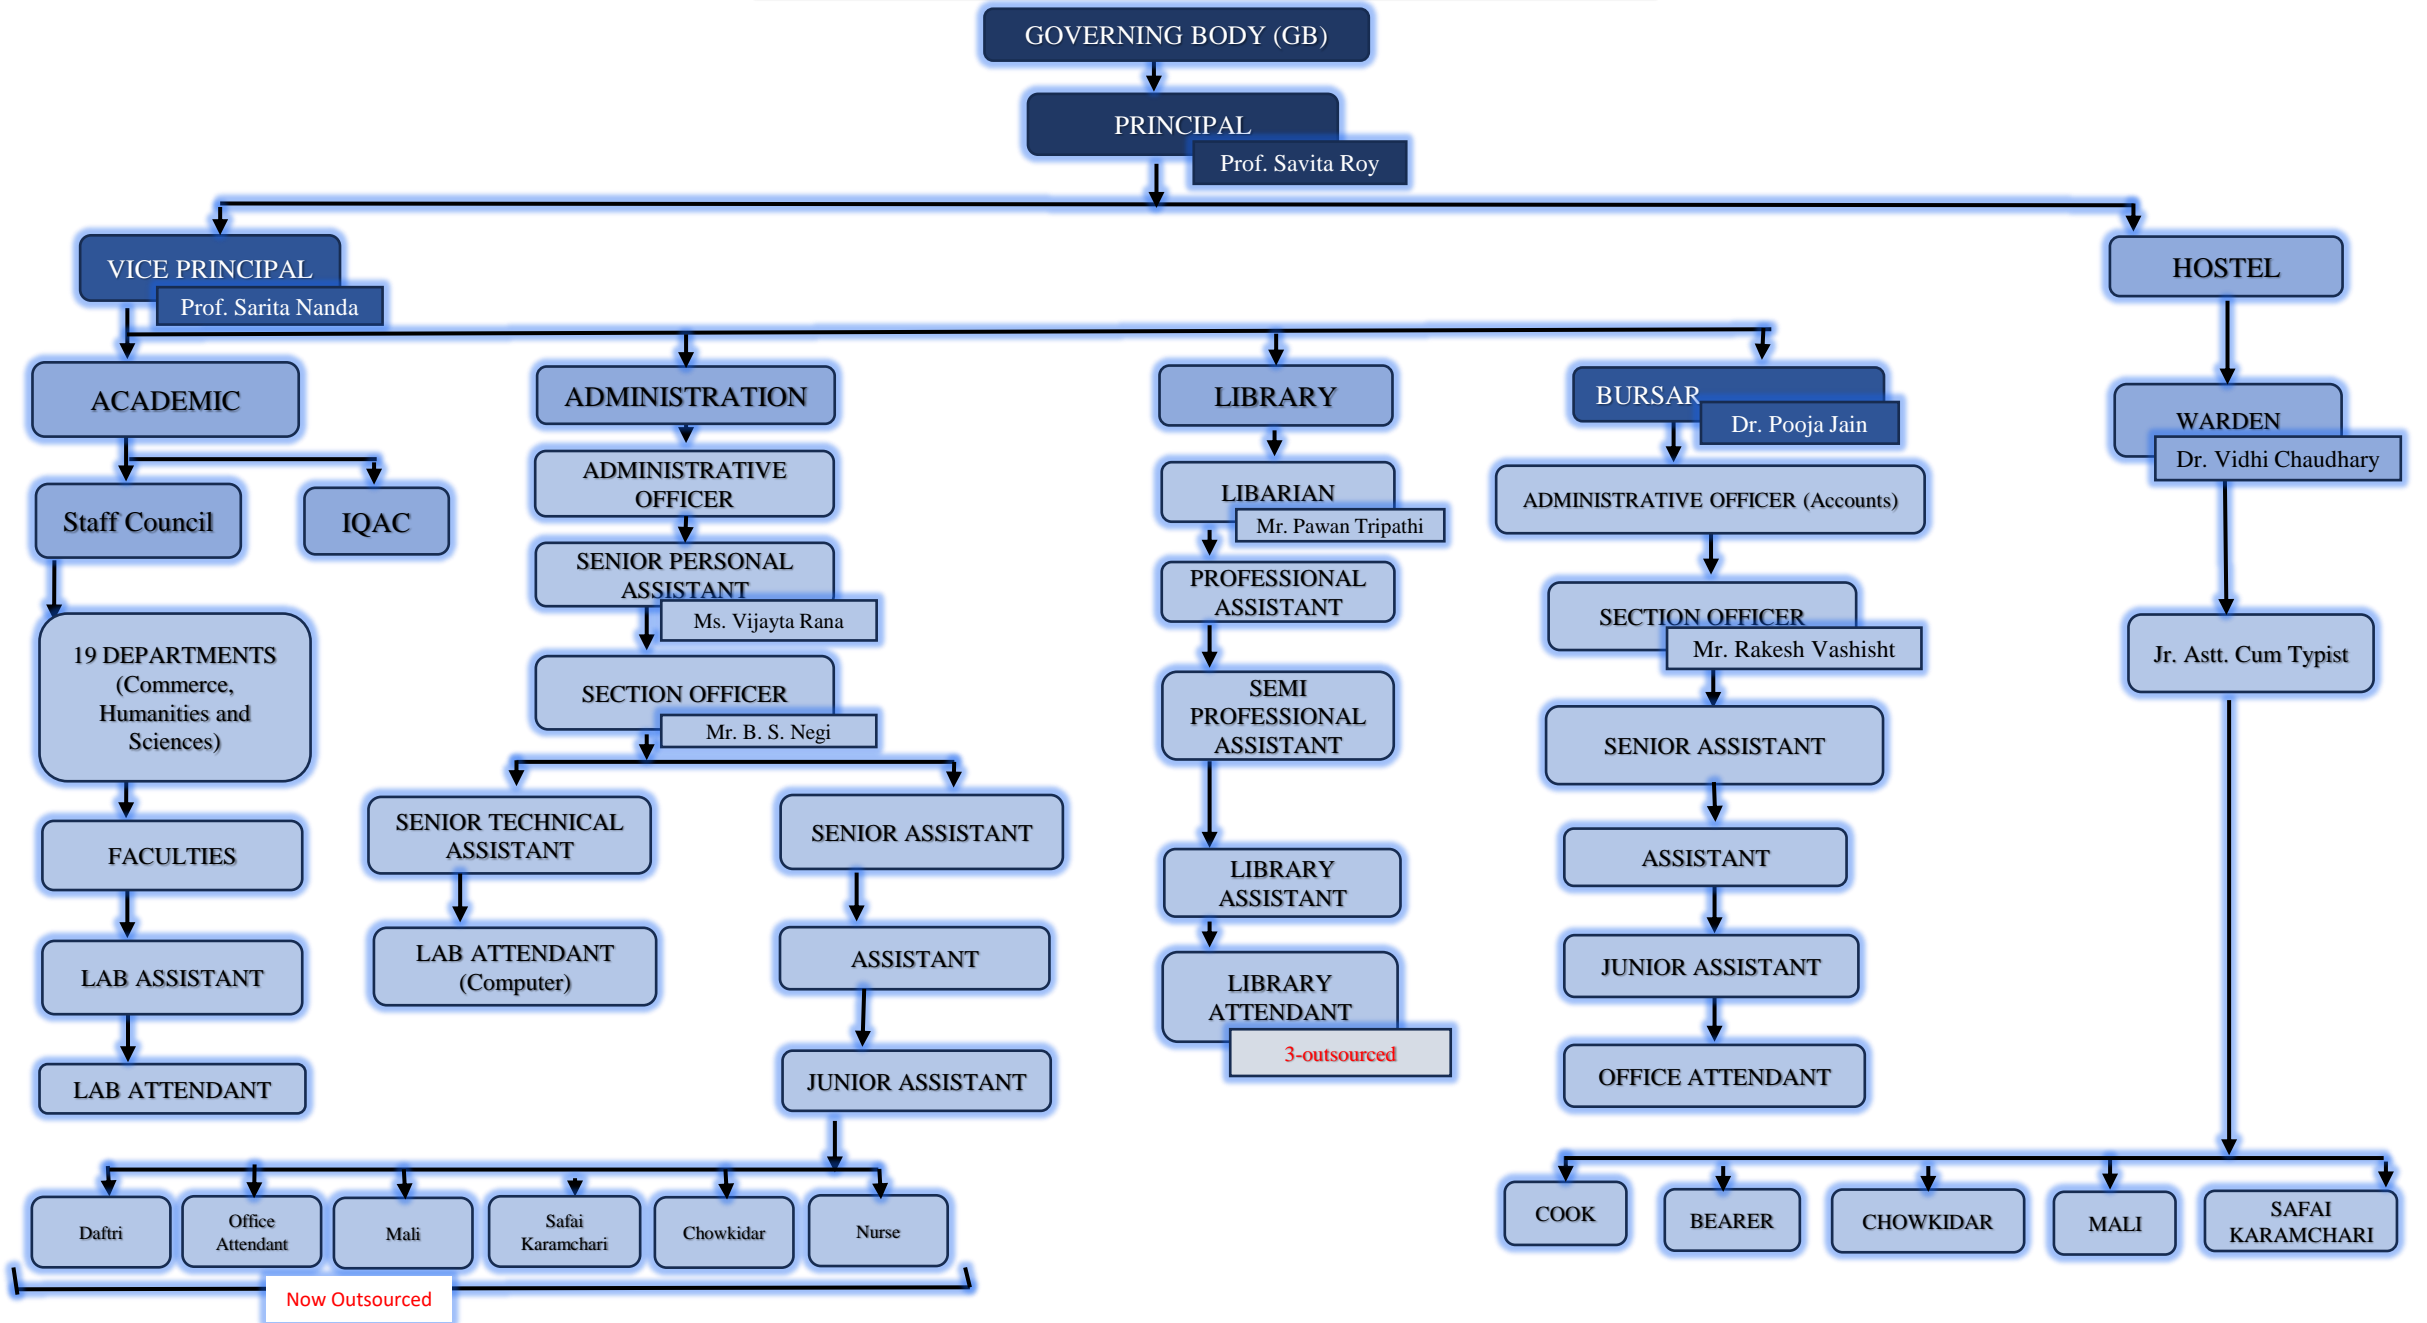 GOVERNING BODY (GB)
PRINCIPAL
Prof. Savita Roy
VICE PRINCIPAL
Prof. Sarita Nanda
HOSTEL
ACADEMIC
ADMINISTRATION
LIBRARY
BURSAR
Dr. Pooja Jain
WARDEN
Dr. Vidhi Chaudhary
Staff Council
IQAC
ADMINISTRATIVE
OFFICER
LIBARIAN
Mr. Pawan Tripathi
ADMINISTRATIVE OFFICER (Accounts)
SENIOR PERSONAL
ASSISTANT
Ms. Vijayta Rana
PROFESSIONAL
ASSISTANT
SECTION OFFICER
Mr. Rakesh Vashisht
Jr. Astt. Cum Typist
19 DEPARTMENTS
(Commerce,
Humanities and
Sciences)
SECTION OFFICER
Mr. B. S. Negi
SEMI
PROFESSIONAL
ASSISTANT
SENIOR ASSISTANT
FACULTIES
SENIOR TECHNICAL
ASSISTANT
SENIOR ASSISTANT
LIBRARY
ASSISTANT
ASSISTANT
LAB ASSISTANT
LAB ATTENDANT
(Computer)
ASSISTANT
LIBRARY
ATTENDANT
3-outsourced
JUNIOR ASSISTANT
LAB ATTENDANT
JUNIOR ASSISTANT
OFFICE ATTENDANT
Daftri
Office
Attendant
Mali
Safai
Karamchari
Chowkidar
Nurse
COOK
BEARER
CHOWKIDAR
MALI
SAFAI
KARAMCHARI
Now Outsourced